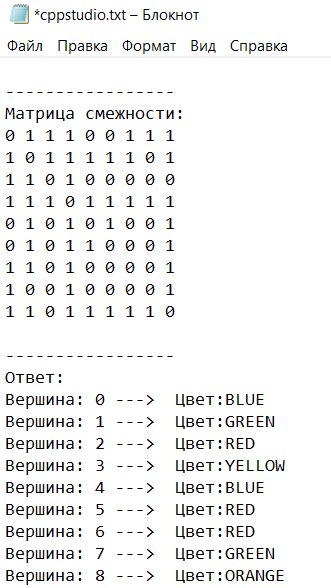 *cppstudio.txt – Блокнот
Файл Правка Формат Вид Справка
-----------------
Матрица смежности:
0 1 1 1 0 0 1 1 1
1 0 1 1 1 1 1 0 1
1 1 0 1 0 0 0 0 0
1 1 1 0 1 1 1 1 1
0 1 0 1 0 1 0 0 1
0 1 0 1 1 0 0 0 1
1 1 0 1 0 0 0 0 1
1 0 0 1 0 0 0 0 1
1 1 0 1 1 1 1 1 0
-----------------
Ответ:
Вершина: 0 ---> Цвет:BLUE
Вершина: 1 ---> Цвет:GREEN
Вершина: 2 ---> Цвет:RED
Вершина: 3 ---> Цвет:YELLOW
Вершина: 4 ---> Цвет:BLUE
Вершина: 5 ---> Цвет:RED
Вершина: 6 ---> Цвет:RED
Вершина: 7 ---> Цвет:GREEN
Вершина: 8 ---> Цвет:ORANGE